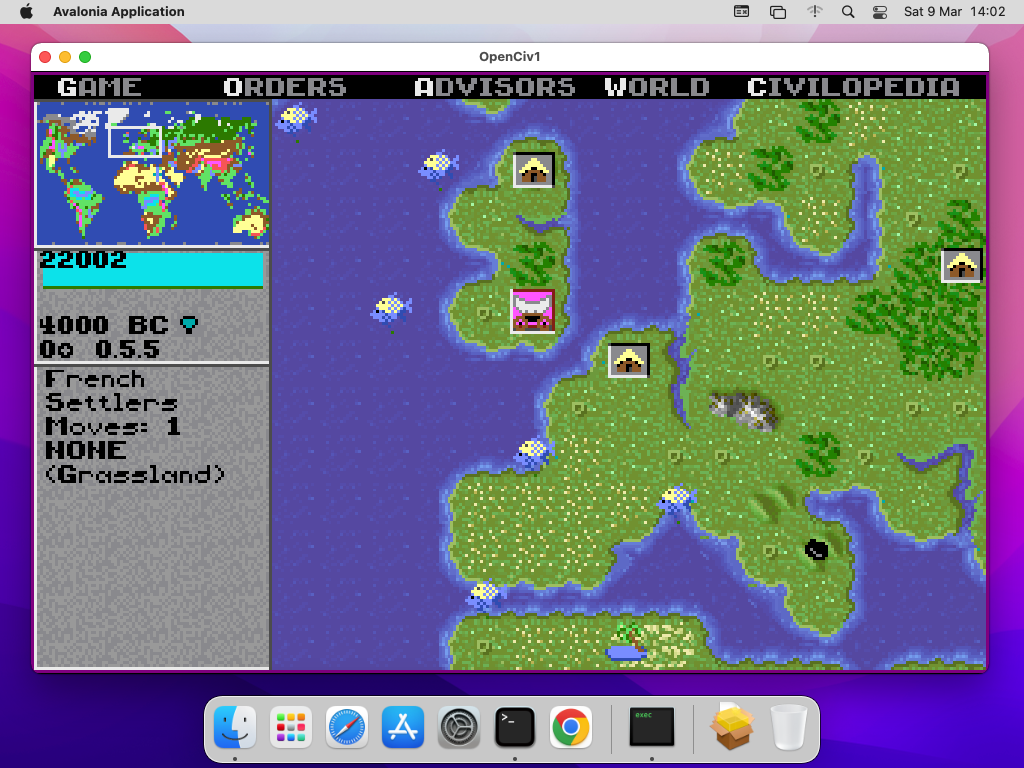 Avalonia Application
Sat 9 Mar 14:02
OpenCiv1
GAME ORDERS ADVISORS WORLD CIVILOPEDIA
22002
4000 BC
0 0.5.5
French
Settlers
Moves: 1
NONE
(Grassland)
>_
exec